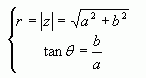 r = |z| = √(a² + b²)
tan θ = b/a